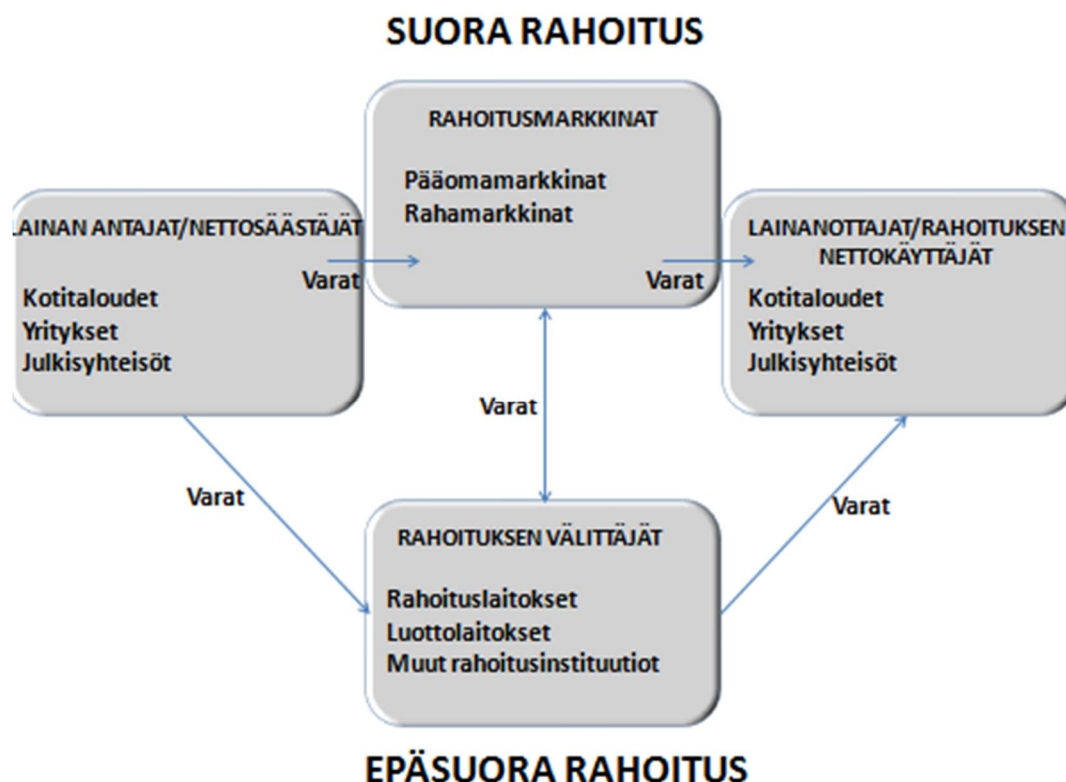 SUORA RAHOITUS
RAHOITUSMARKKINAT
Pääomamarkkinat
Rahamarkkinat
LAINAN ANTAJAT/NETTOSÄÄSTÄJÄT
Kotitaloudet
Yritykset
Julkisyhteisöt
Varat
Varat
LAINANOTTAJAT/RAHOITUKSEN
NETTOKÄYTTÄJÄT
Kotitaloudet
Yritykset
Julkisyhteisöt
Varat
Varat
Varat
RAHOITUKSEN VÄLITTÄJÄT
Rahoituslaitokset
Luottolaitokset
Muut rahoitusinstituutiot
EPÄSUORA RAHOITUS